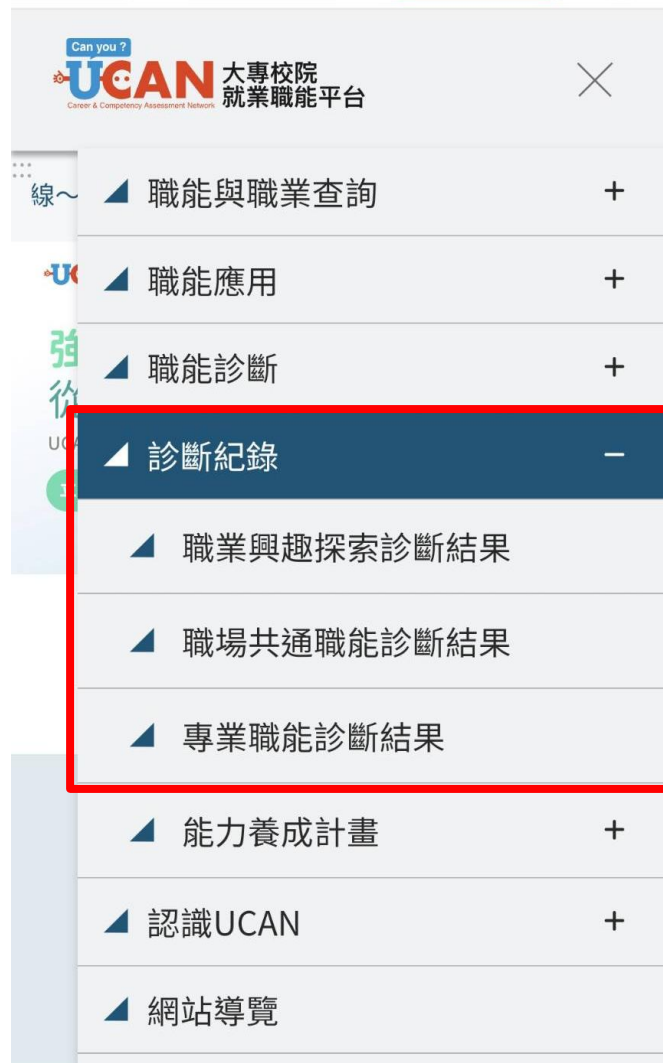 Can you ?
UCAN 大專校院
就業職能平台
Career & Competency Assessment Network
線～
職能與職業查詢 +
UC
職能應用 +
強
職能診斷 +
從
診斷紀錄 −
職業興趣探索診斷結果
職場共通職能診斷結果
專業職能診斷結果
能力養成計畫 +
認識UCAN +
網站導覽